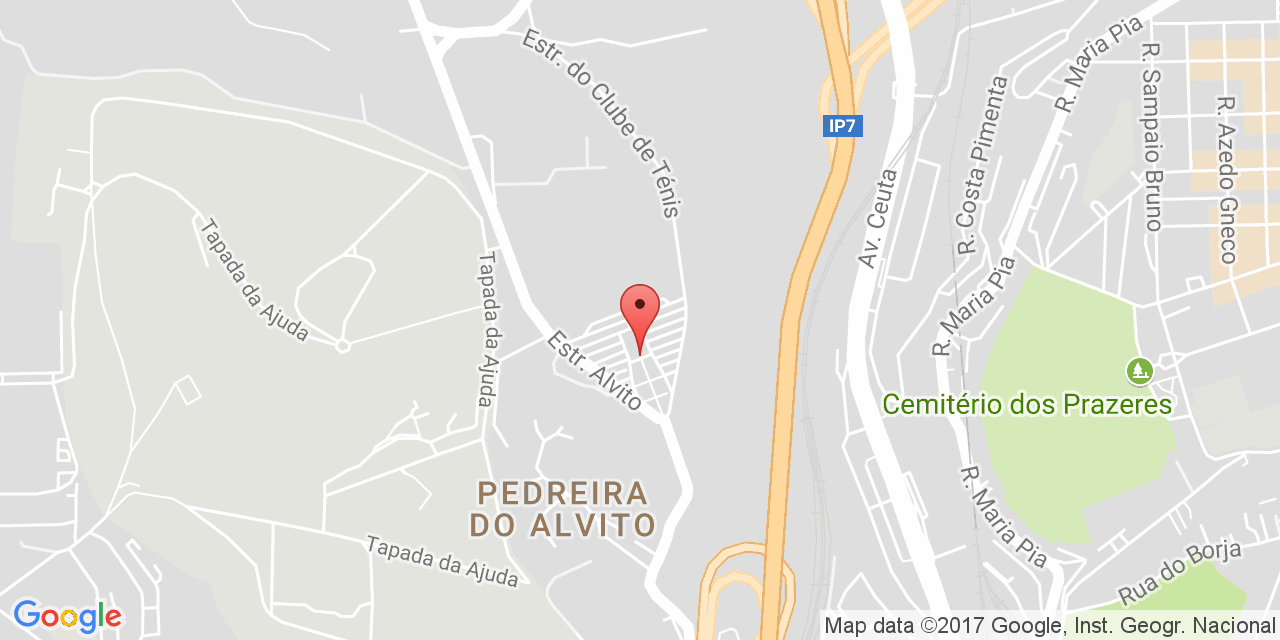 Estr. do Clube de Ténis
R. Maria Pia
R. Sampaio Bruno
R. Azedo Gneco
IP7
R. Costa Pimenta
Av. Ceuta
Tapada da Ajuda
Tapada da Ajuda
R. Maria Pia
Estr. Alvito
Cemitério dos Prazeres
PEDREIRA
DO ALVITO
R. Maria Pia
Tapada da Ajuda
Rua do Borja
Google
Map data ©2017 Google, Inst. Geogr. Nacional